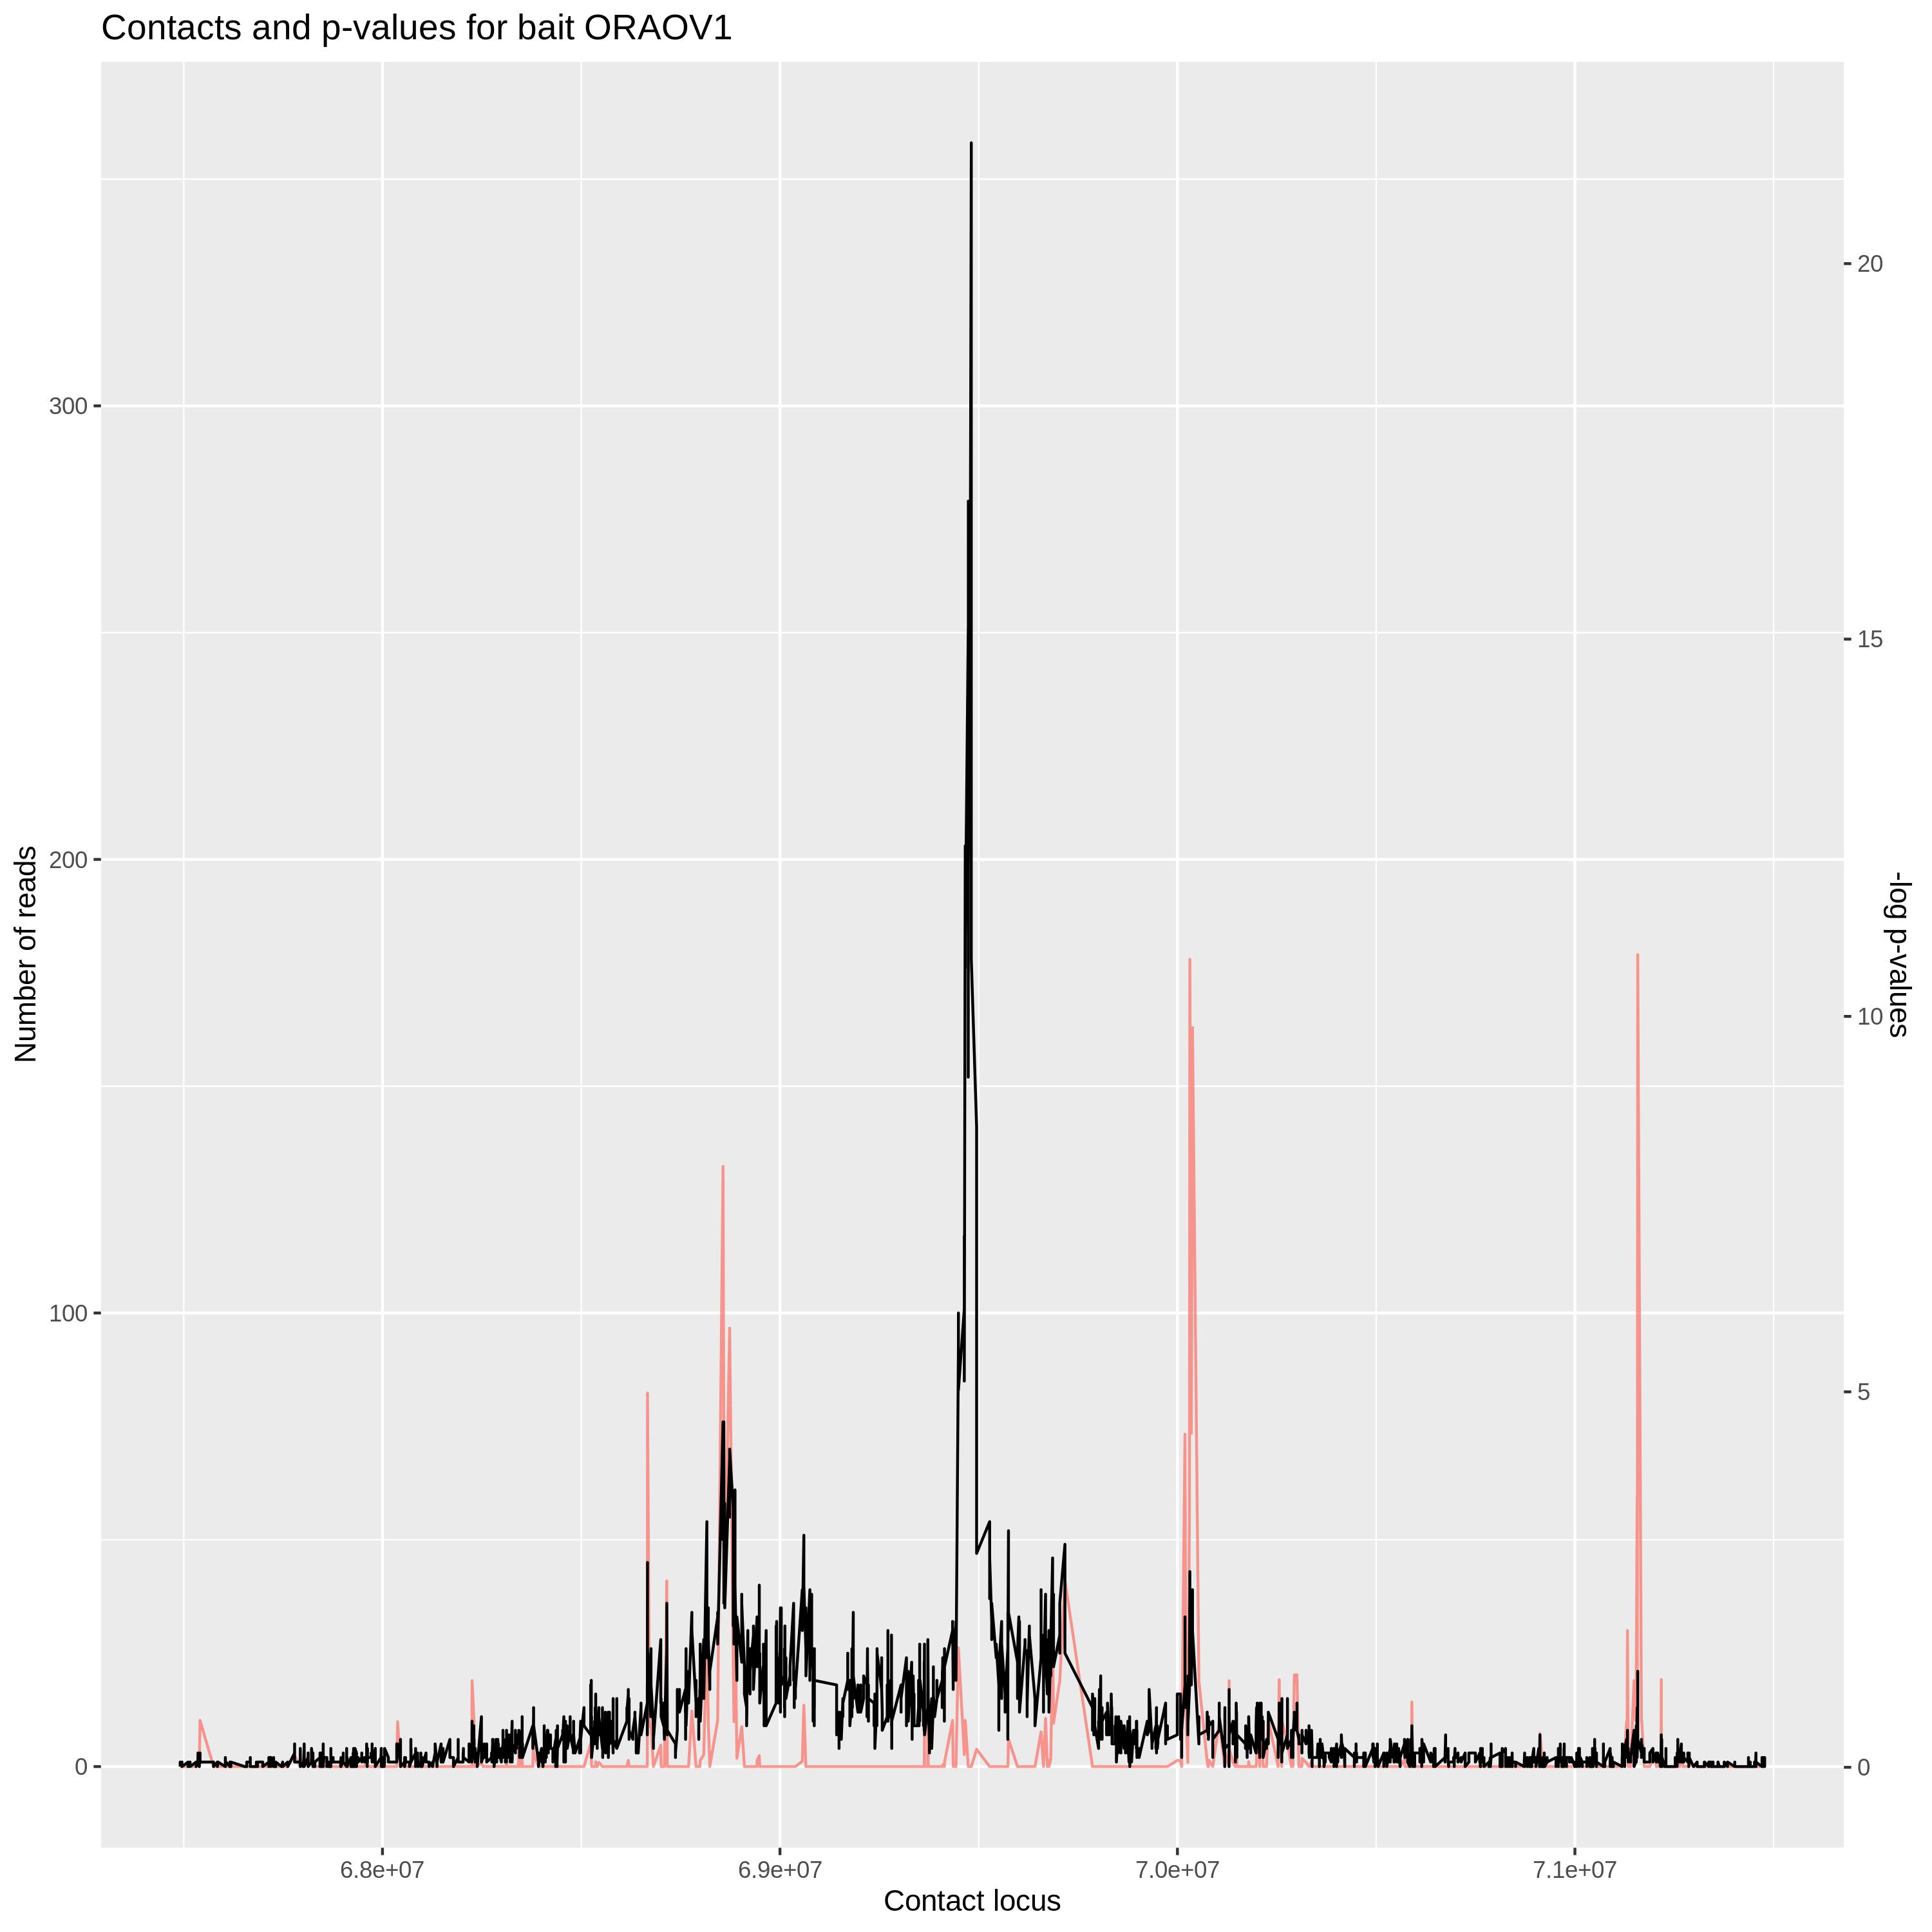 Contacts and p-values for bait ORAOV1
300
200
100
0
Number of reads
20
15
10
5
0
-log p-values
6.8e+07
6.9e+07
7.0e+07
7.1e+07
Contact locus